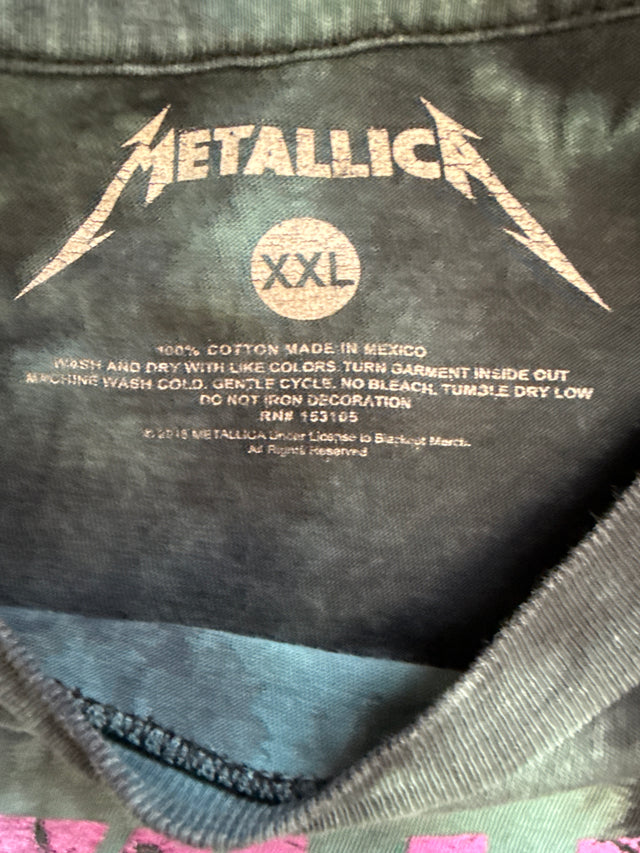 METALLICA
XXL
100% COTTON MADE IN MEXICO
WASH AND DRY WITH LIKE COLORS. TURN GARMENT INSIDE OUT
MACHINE WASH COLD. GENTLE CYCLE. NO BLEACH. TUMBLE DRY LOW
DO NOT IRON DECORATION
RN# 153105
© 2015 METALLICA Under License to Blackout Merch.
All Rights Reserved